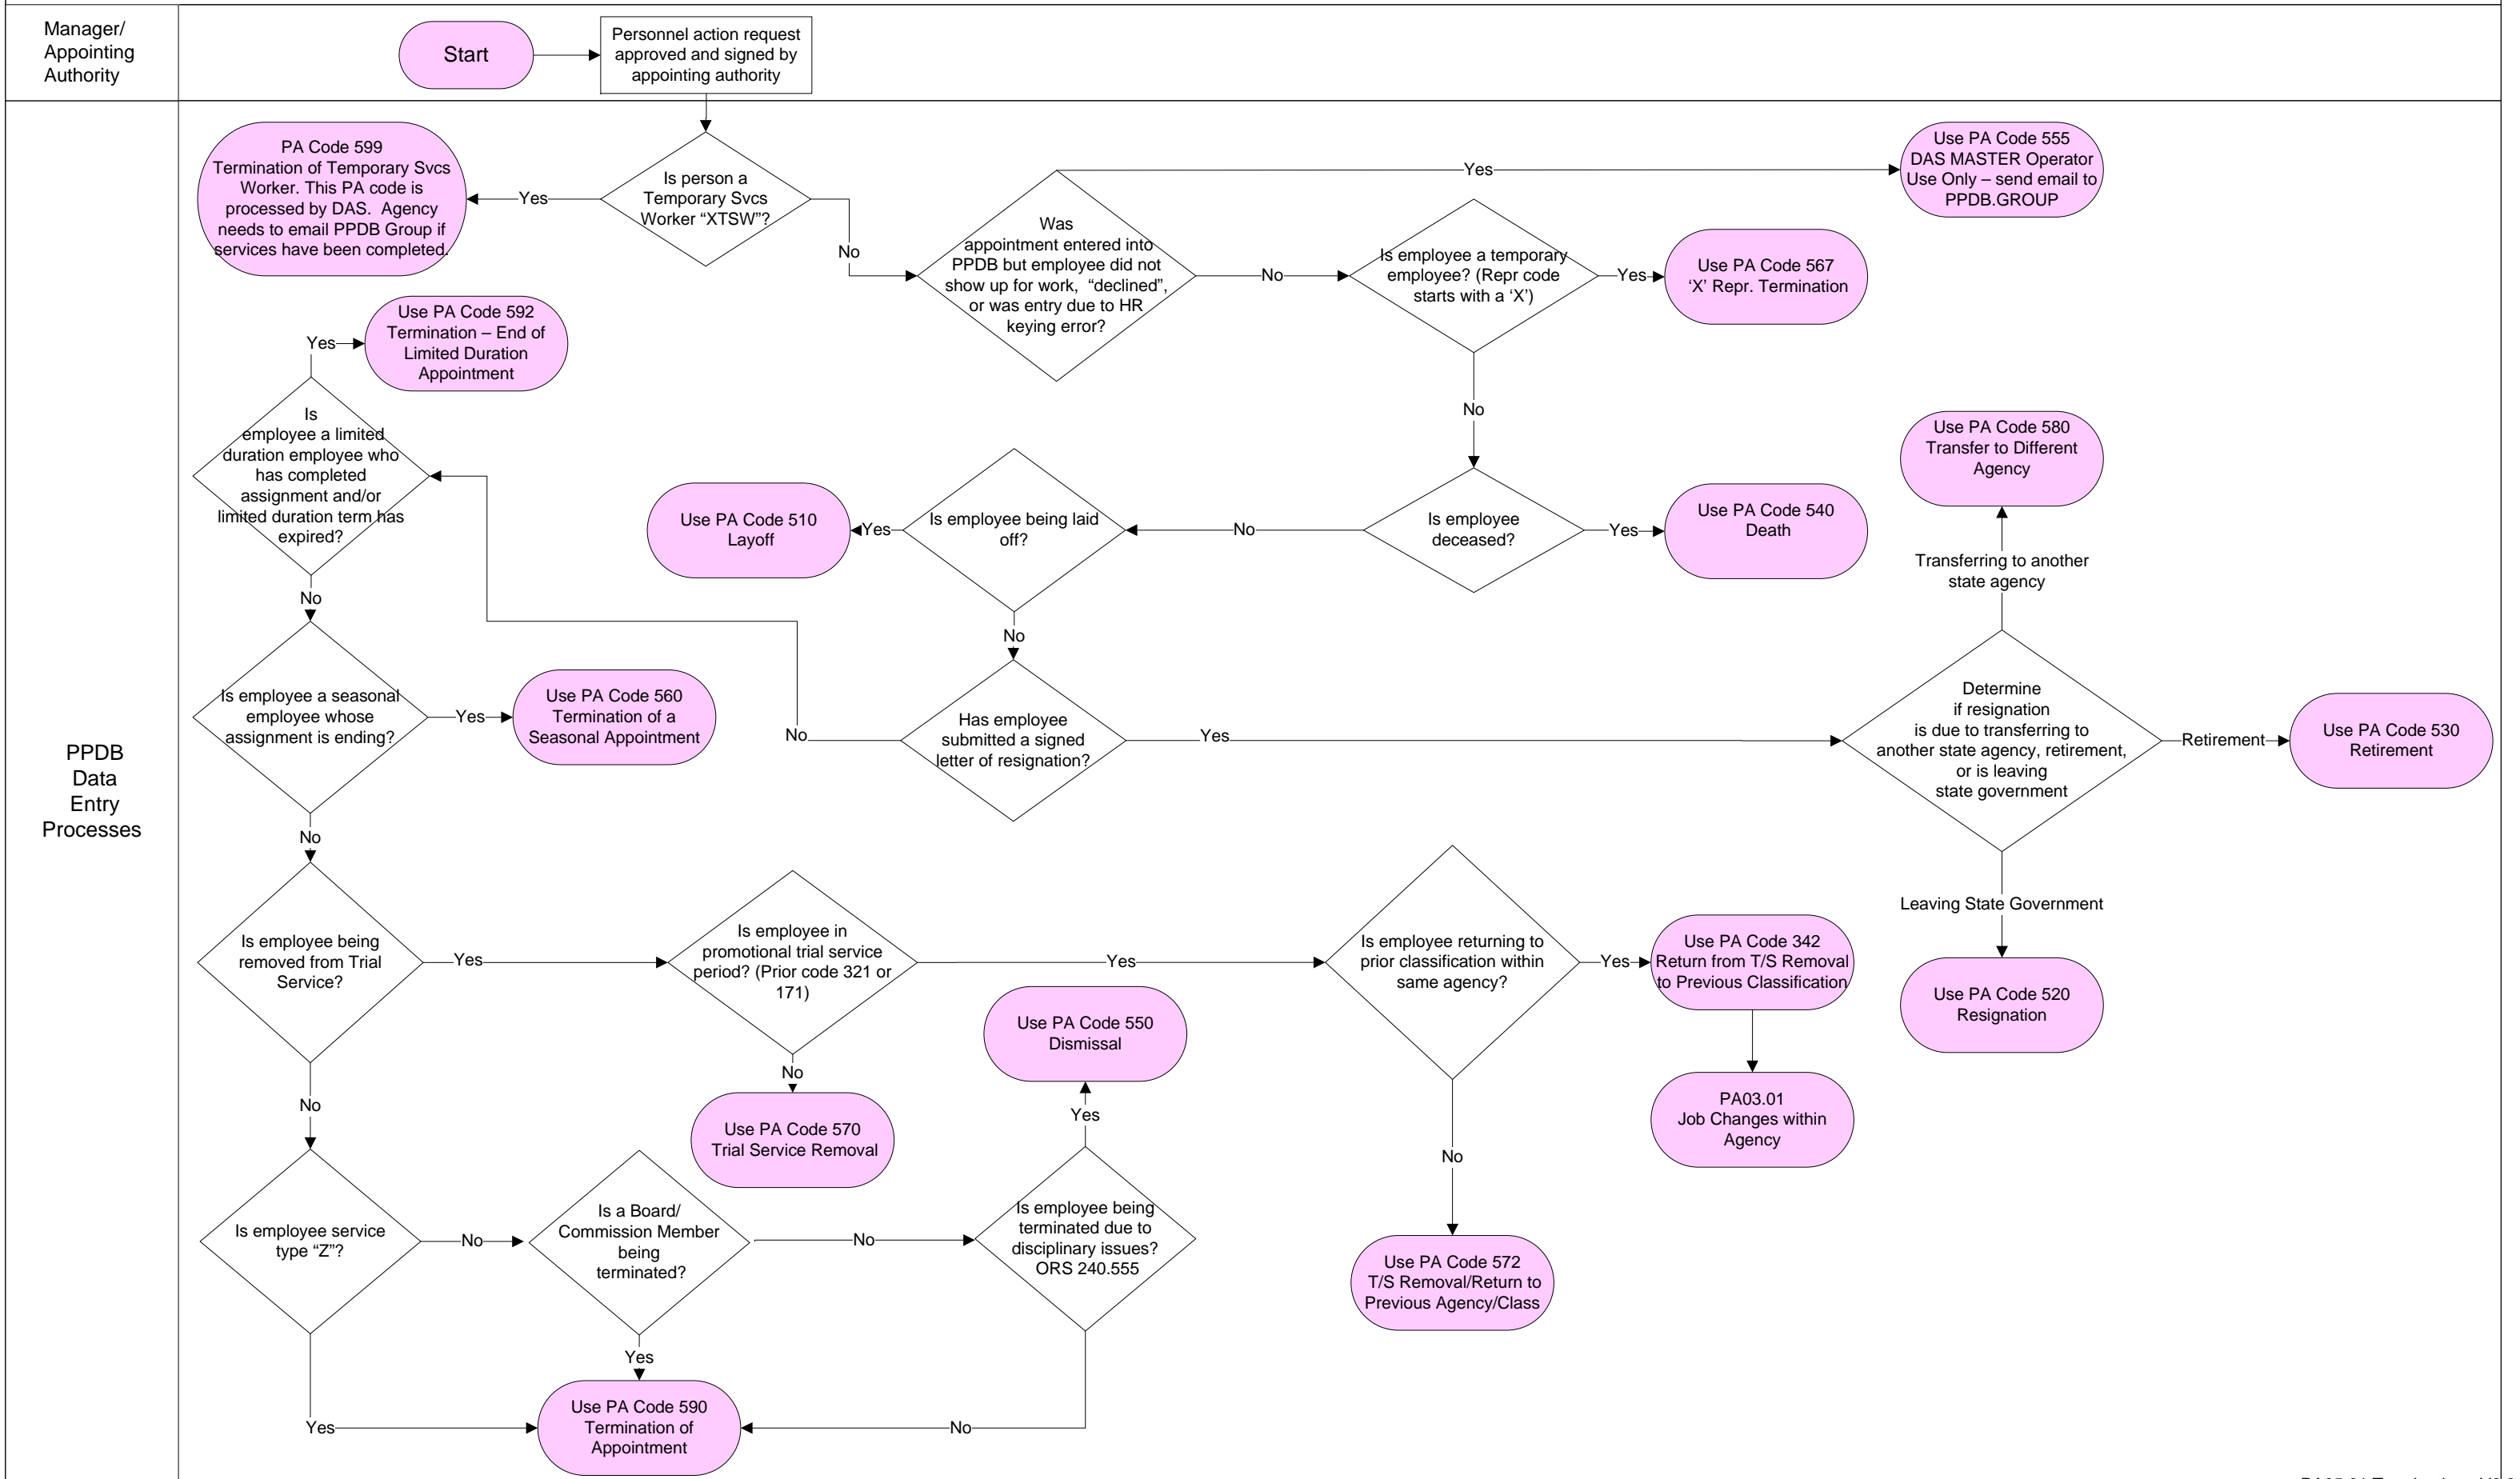 Manager/
Appointing
Authority
Start
Personnel action request
approved and signed by
appointing authority
PA Code 599
Termination of Temporary Svcs
Worker. This PA code is
processed by DAS. Agency
needs to email PPDB Group if
services have been completed.
Yes
Is person a
Temporary Svcs
Worker “XTSW”?
No
Was
appointment entered into
PPDB but employee did not
show up for work, “declined”,
or was entry due to HR
keying error?
Yes
Use PA Code 555
DAS MASTER Operator
Use Only – send email to
PPDB.GROUP
No
Is employee a temporary
employee? (Repr code
starts with a ‘X’)
Yes
Use PA Code 567
‘X’ Repr. Termination
No
Yes
Use PA Code 592
Termination – End of
Limited Duration
Appointment
Is
employee a limited
duration employee who
has completed
assignment and/or
limited duration term has
expired?
No
Use PA Code 510
Layoff
Yes
Is employee being laid
off?
No
Is employee
deceased?
Yes
Use PA Code 540
Death
Use PA Code 580
Transfer to Different
Agency
Transferring to another
state agency
No
PPDB
Data
Entry
Processes
Is employee a seasonal
employee whose
assignment is ending?
Yes
Use PA Code 560
Termination of a
Seasonal Appointment
No
Has employee
submitted a signed
letter of resignation?
Yes
Determine
if resignation
is due to transferring to
another state agency, retirement,
or is leaving
state government
Retirement
Use PA Code 530
Retirement
No
Leaving State Government
Use PA Code 520
Resignation
Is employee being
removed from Trial
Service?
Yes
Is employee in
promotional trial service
period? (Prior code 321 or
171)
Yes
Is employee returning to
prior classification within
same agency?
Yes
Use PA Code 342
Return from T/S Removal
to Previous Classification
Use PA Code 550
Dismissal
No
Use PA Code 570
Trial Service Removal
Yes
PA03.01
Job Changes within
Agency
No
No
Is employee service
type “Z”?
No
Is a Board/
Commission Member
being
terminated?
No
Is employee being
terminated due to
disciplinary issues?
ORS 240.555
Use PA Code 572
T/S Removal/Return to
Previous Agency/Class
Yes
Yes
Use PA Code 590
Termination of
Appointment
No